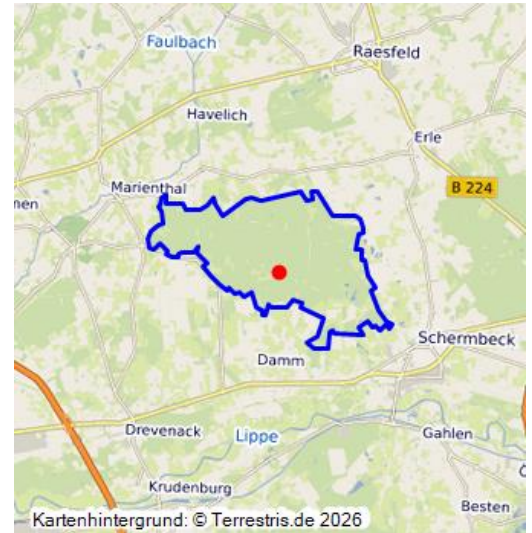 Faulbach
Raesfeld
Havelich
Erle
Marienthal
B 224
nen
Schermbeck
Damm
Drevenack
Lippe
Gahlen
Krudenburg
Besten
Kartenhintergrund: © Terrestris.de 2026